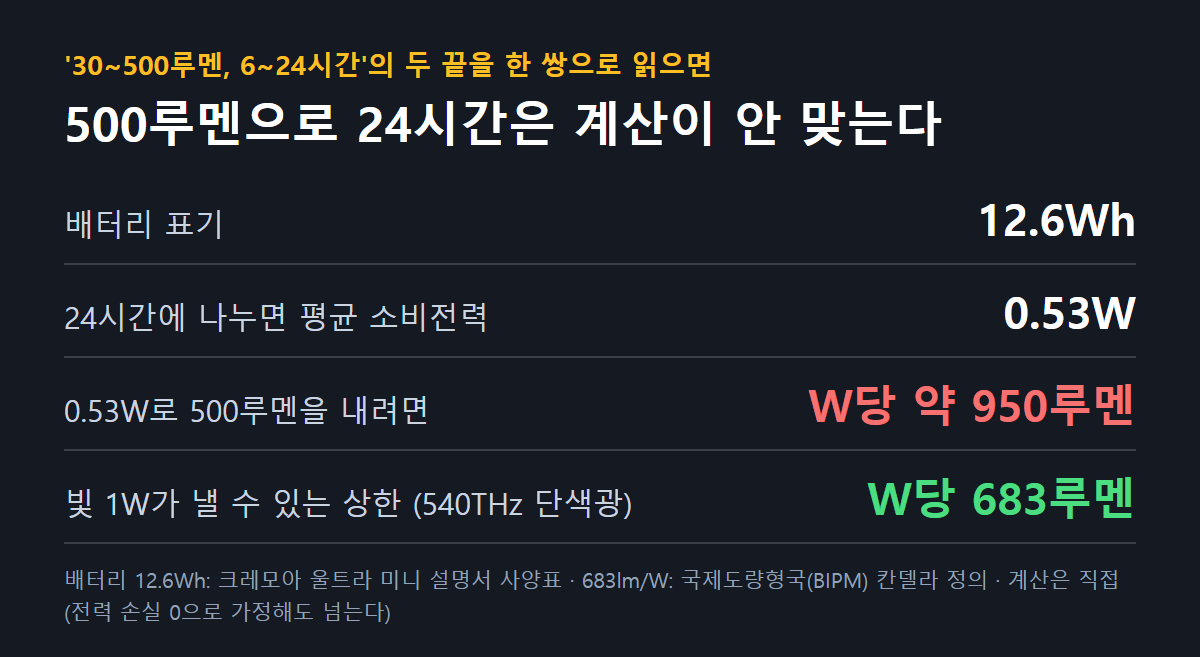 '30~500루멘, 6~24시간'의 두 끝을 한 쌍으로 읽으면
500루멘으로 24시간은 계산이 안 맞는다
배터리 표기 12.6Wh
24시간에 나누면 평균 소비전력 0.53W
0.53W로 500루멘을 내려면 W당 약 950루멘
빛 1W가 낼 수 있는 상한 (540THz 단색광) W당 683루멘
배터리 12.6Wh: 크레모아 울트라 미니 설명서 사양표 · 683lm/W: 국제도량형국(BIPM) 칸델라 정의 · 계산은 직접
(전력 손실 0으로 가정해도 넘는다)